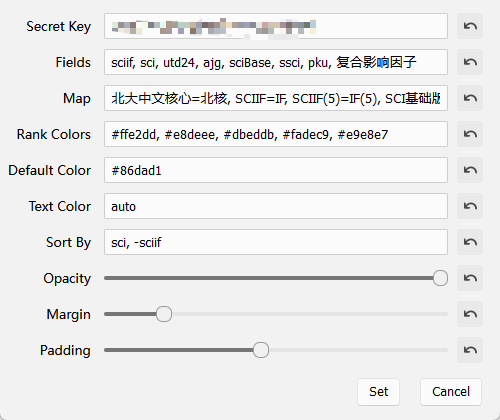 Secret Key
Fields sciif, sci, utd24, ajg, sciBase, ssci, pku, 复合影响因子
Map 北大中文核心=北核, SCIIF=IF, SCIIF(5)=IF(5), SCI基础版
Rank Colors #ffe2dd, #e8deee, #dbeddb, #fadec9, #e9e8e7
Default Color #86dad1
Text Color auto
Sort By sci, -sciif
Opacity
Margin
Padding
Set Cancel